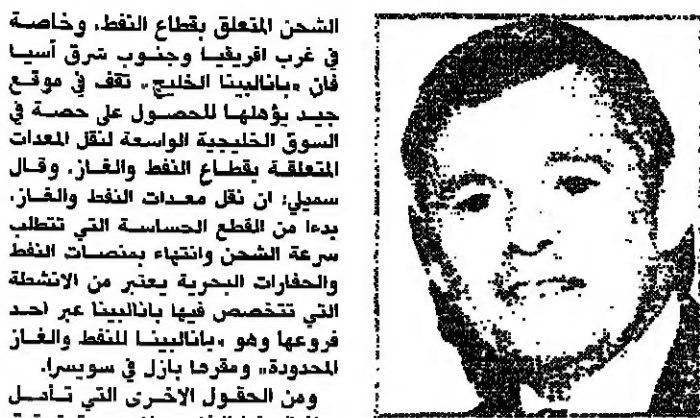 الشحن المتعلق بقطاع النفط، وخاصة
في غرب افريقيا وجنوب شرق آسيا
فان «بانالبينا الخليج» تقف في موقع
جيد يؤهلها للحصول على حصة في
السوق الخليجية الواسعة لنقل المعدات
المتعلقة بقطاع النفط والغاز. وقال
سميلي: ان نقل معدات النفط والغاز،
بدءا من القطع الحساسة التي تتطلب
سرعة الشحن وانتهاء بمنصات النفط
والحفارات البحرية يعتبر من الانشطة
التي تتخصص فيها بانالبينا عبر احد
فروعها وهو «بانالبينا للنفط والغاز
المحدودة» ومقرها بازل في سويسرا.
ومن الحقول الاخرى التي تأمل